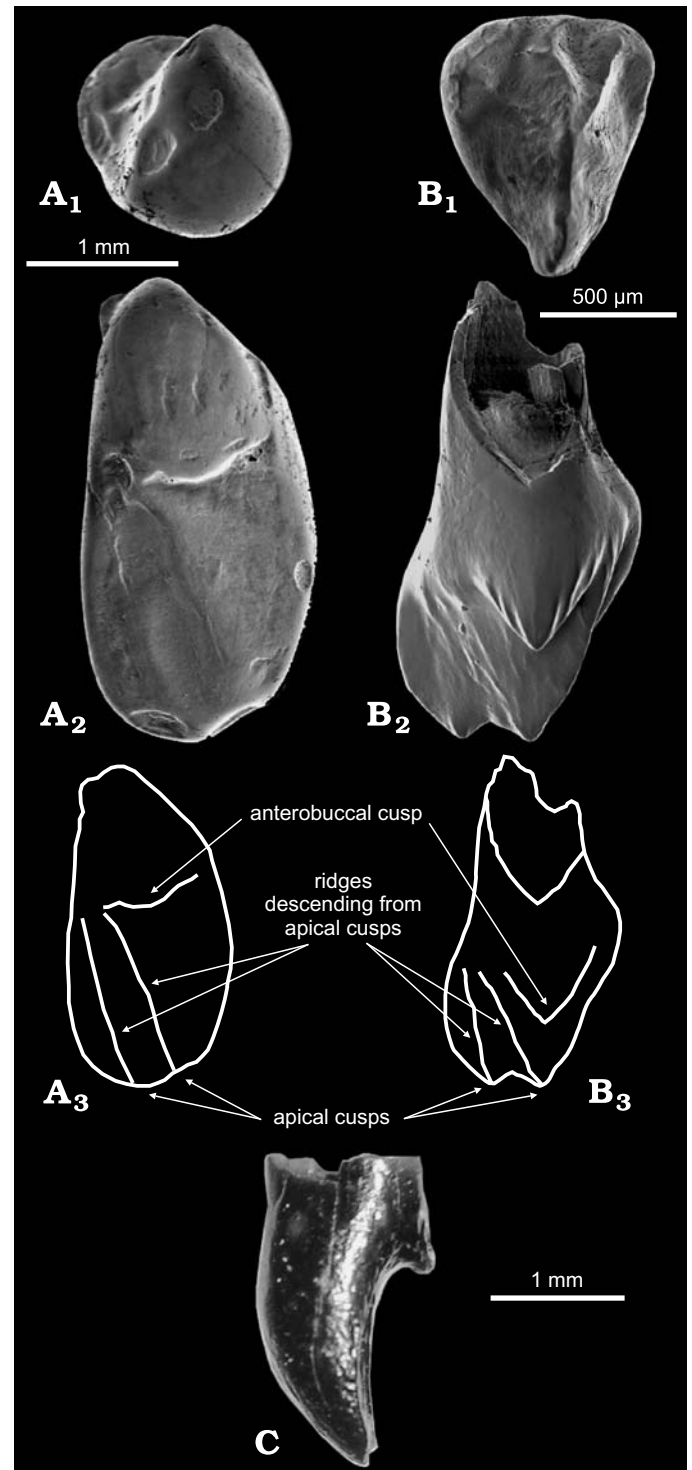 A1
B1
1 mm
500 µm
A2
B2
anterobuccal cusp
ridges
descending from
apical cusps
A3
B3
apical cusps
1 mm
C